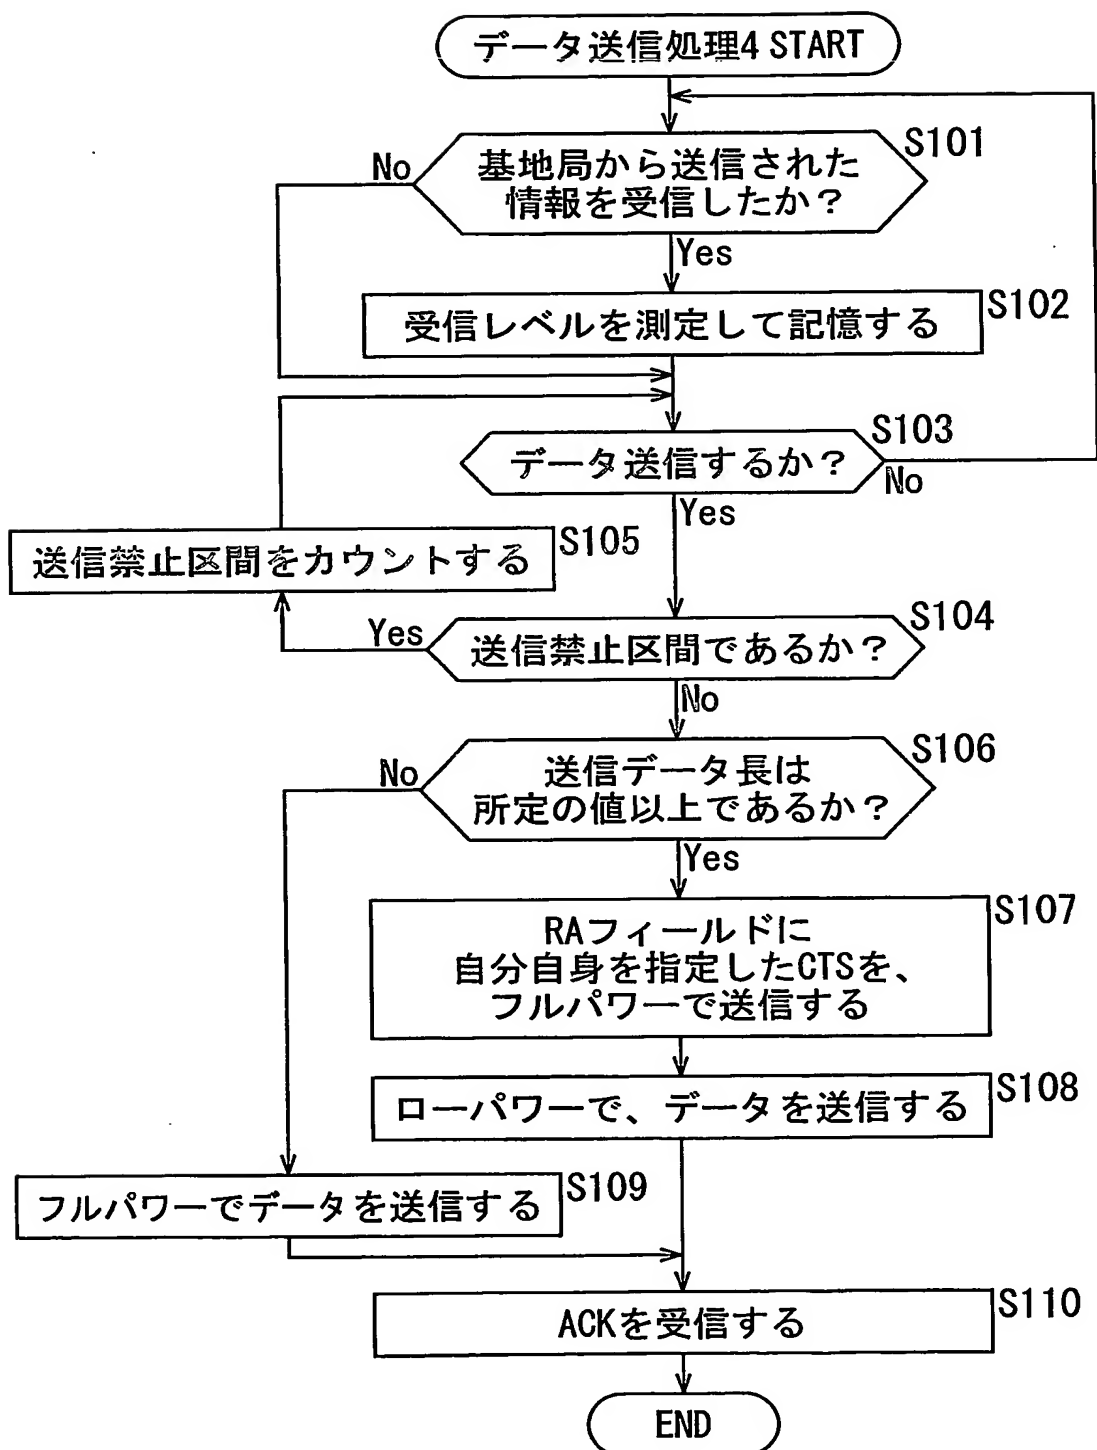 データ送信処理4 START
S101
No
基地局から送信された
情報を受信したか？
Yes
S102
受信レベルを測定して記憶する
S103
データ送信するか？
No
Yes
S105
送信禁止区間をカウントする
S104
Yes
送信禁止区間であるか？
No
S106
No
送信データ長は
所定の値以上であるか？
Yes
S107
RAフィールドに
自分自身を指定したCTSを、
フルパワーで送信する
S108
ローパワーで、データを送信する
S109
フルパワーでデータを送信する
S110
ACKを受信する
END